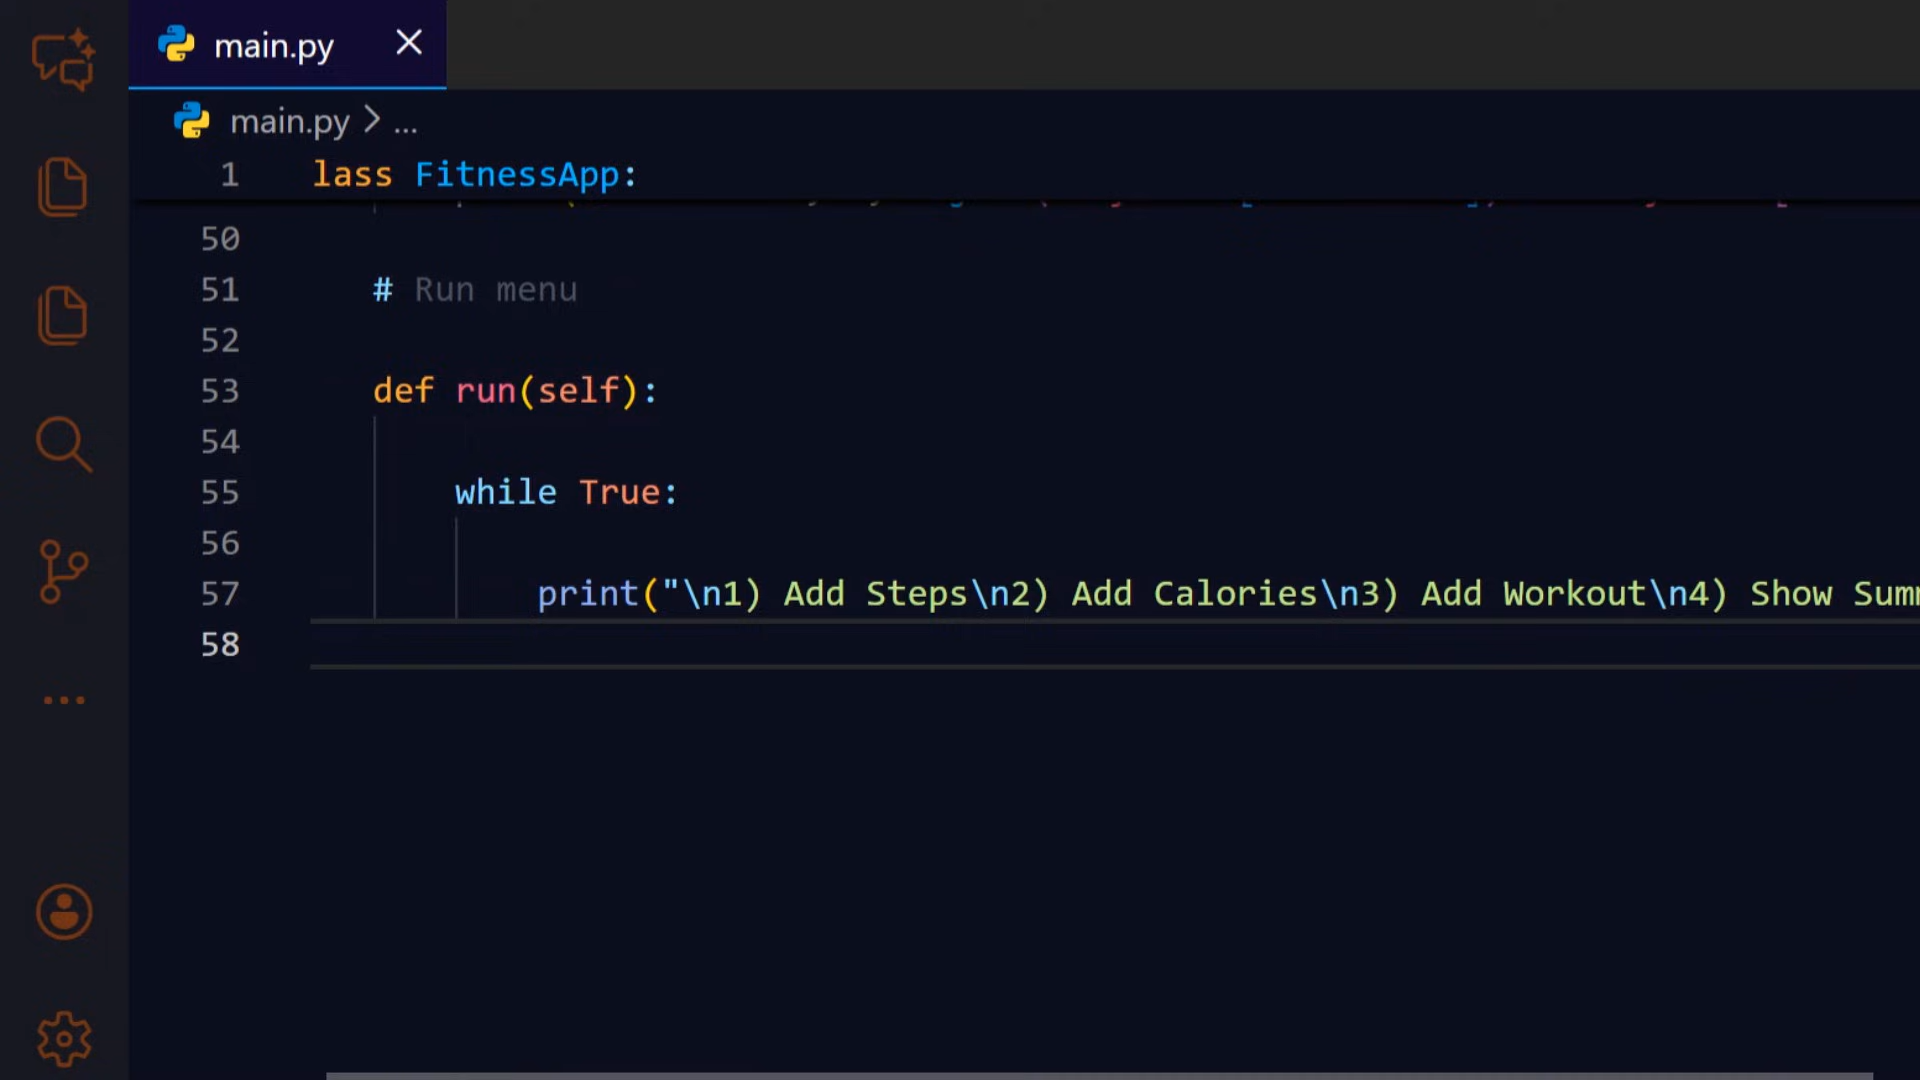 main.py
main.py > ...
1 lass FitnessApp:
50
51 # Run menu
52
53 def run(self):
54
55 while True:
56
57 print("\n1) Add Steps\n2) Add Calories\n3) Add Workout\n4) Show
58